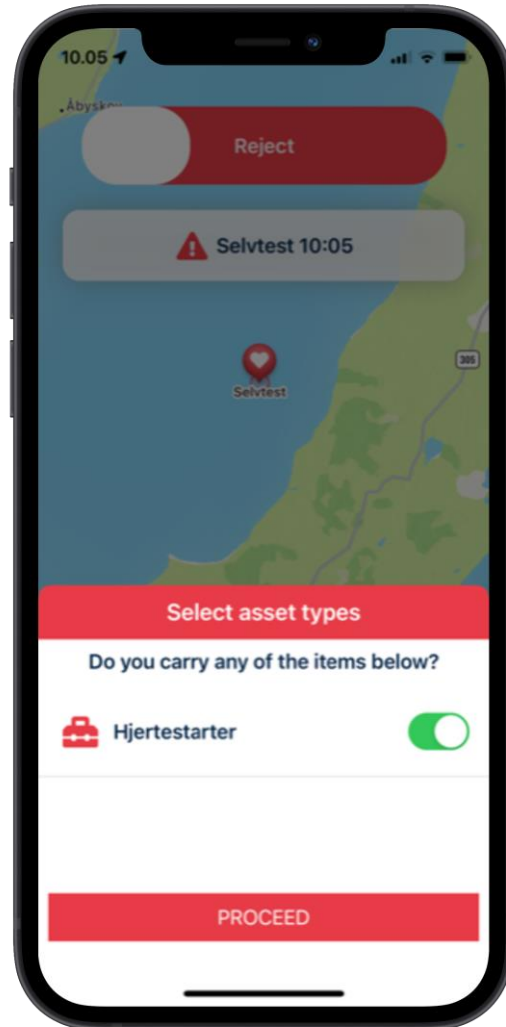 10.05
Åbyskov
Reject
Selvtest 10:05
305
Selvtest
Select asset types
Do you carry any of the items below?
Hjertestarter
PROCEED